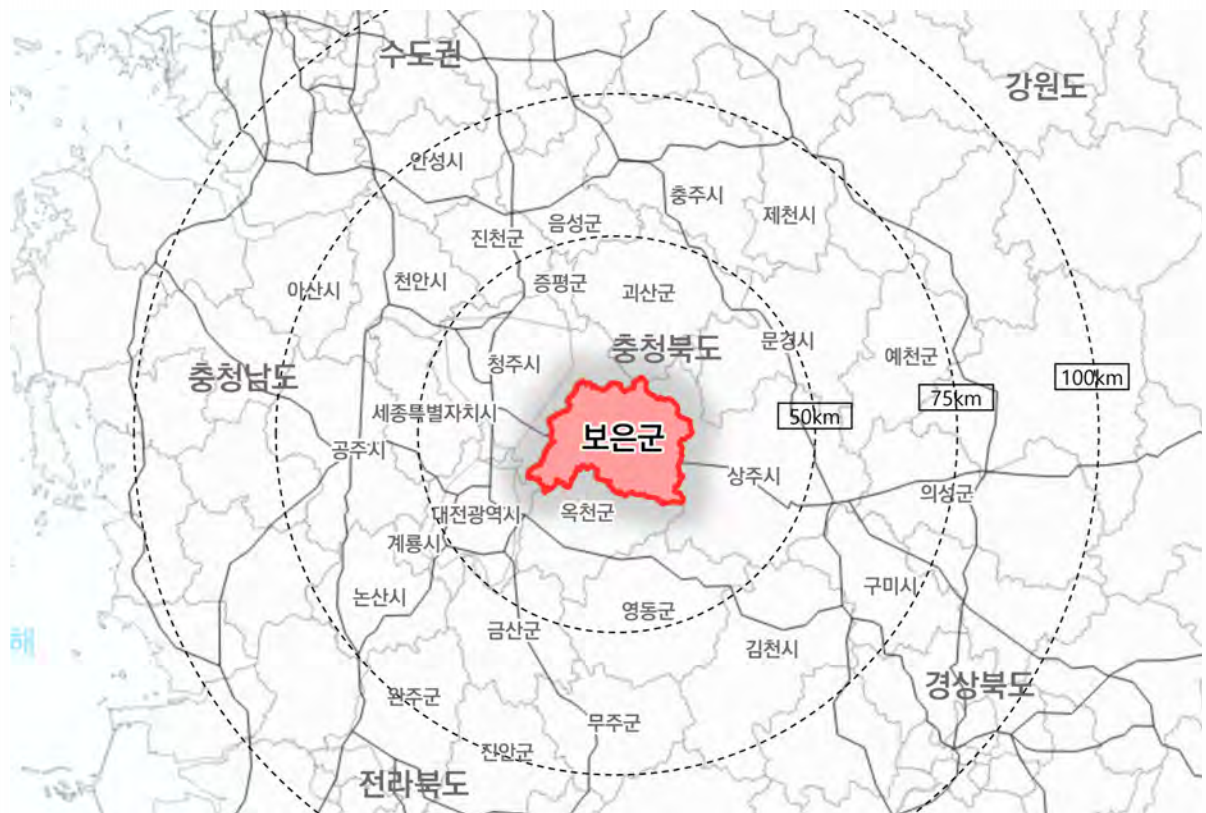 수도권
강원도
안성시
충주시
제천시
음성군
진천군
천안시
아산시
증평군
괴산군
충청북도
문경시
예천군
청주시
충청남도
100km
75km
50km
세종특별자치시
보은군
공주시
상주시
의성군
대전광역시
옥천군
계룡시
구미시
논산시
금산군
영동군
김천시
해
경상북도
완주군
무주군
진안군
전라북도